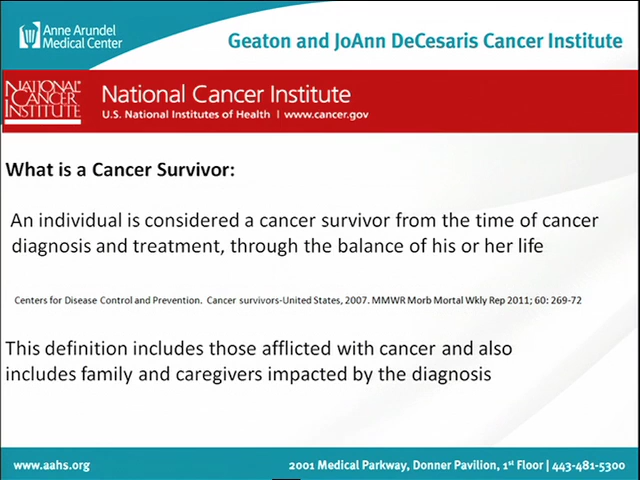 Anne Arundel
Medical Center
Geaton and JoAnn DeCesaris Cancer Institute
NATIONAL
CANCER
INSTITUTE
National Cancer Institute
U.S. National Institutes of Health | www.cancer.gov
What is a Cancer Survivor:
An individual is considered a cancer survivor from the time of cancer
diagnosis and treatment, through the balance of his or her life
Centers for Disease Control and Prevention. Cancer survivors-United States, 2007. MMWR Morb Mortal Wkly Rep 2011; 60: 269-72
This definition includes those afflicted with cancer and also
includes family and caregivers impacted by the diagnosis
www.aahs.org
2001 Medical Parkway, Donner Pavilion, 1st Floor | 443-481-5300